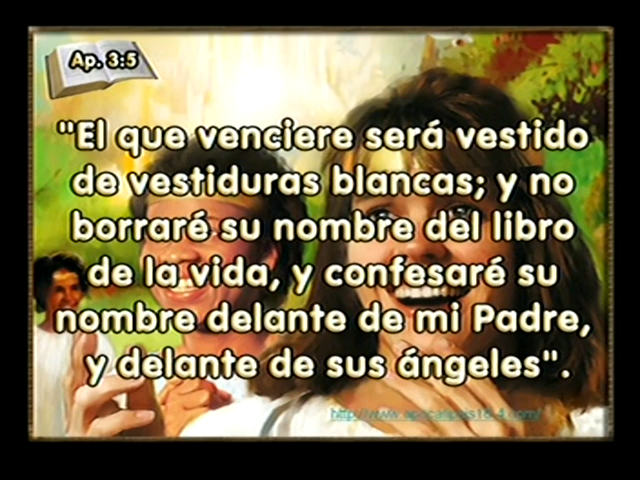 Ap. 3:5
"El que venciere será vestido
de vestiduras blancas; y no
borraré su nombre del libro
de la vida, y confesaré su
nombre delante de mi Padre,
y delante de sus ángeles".